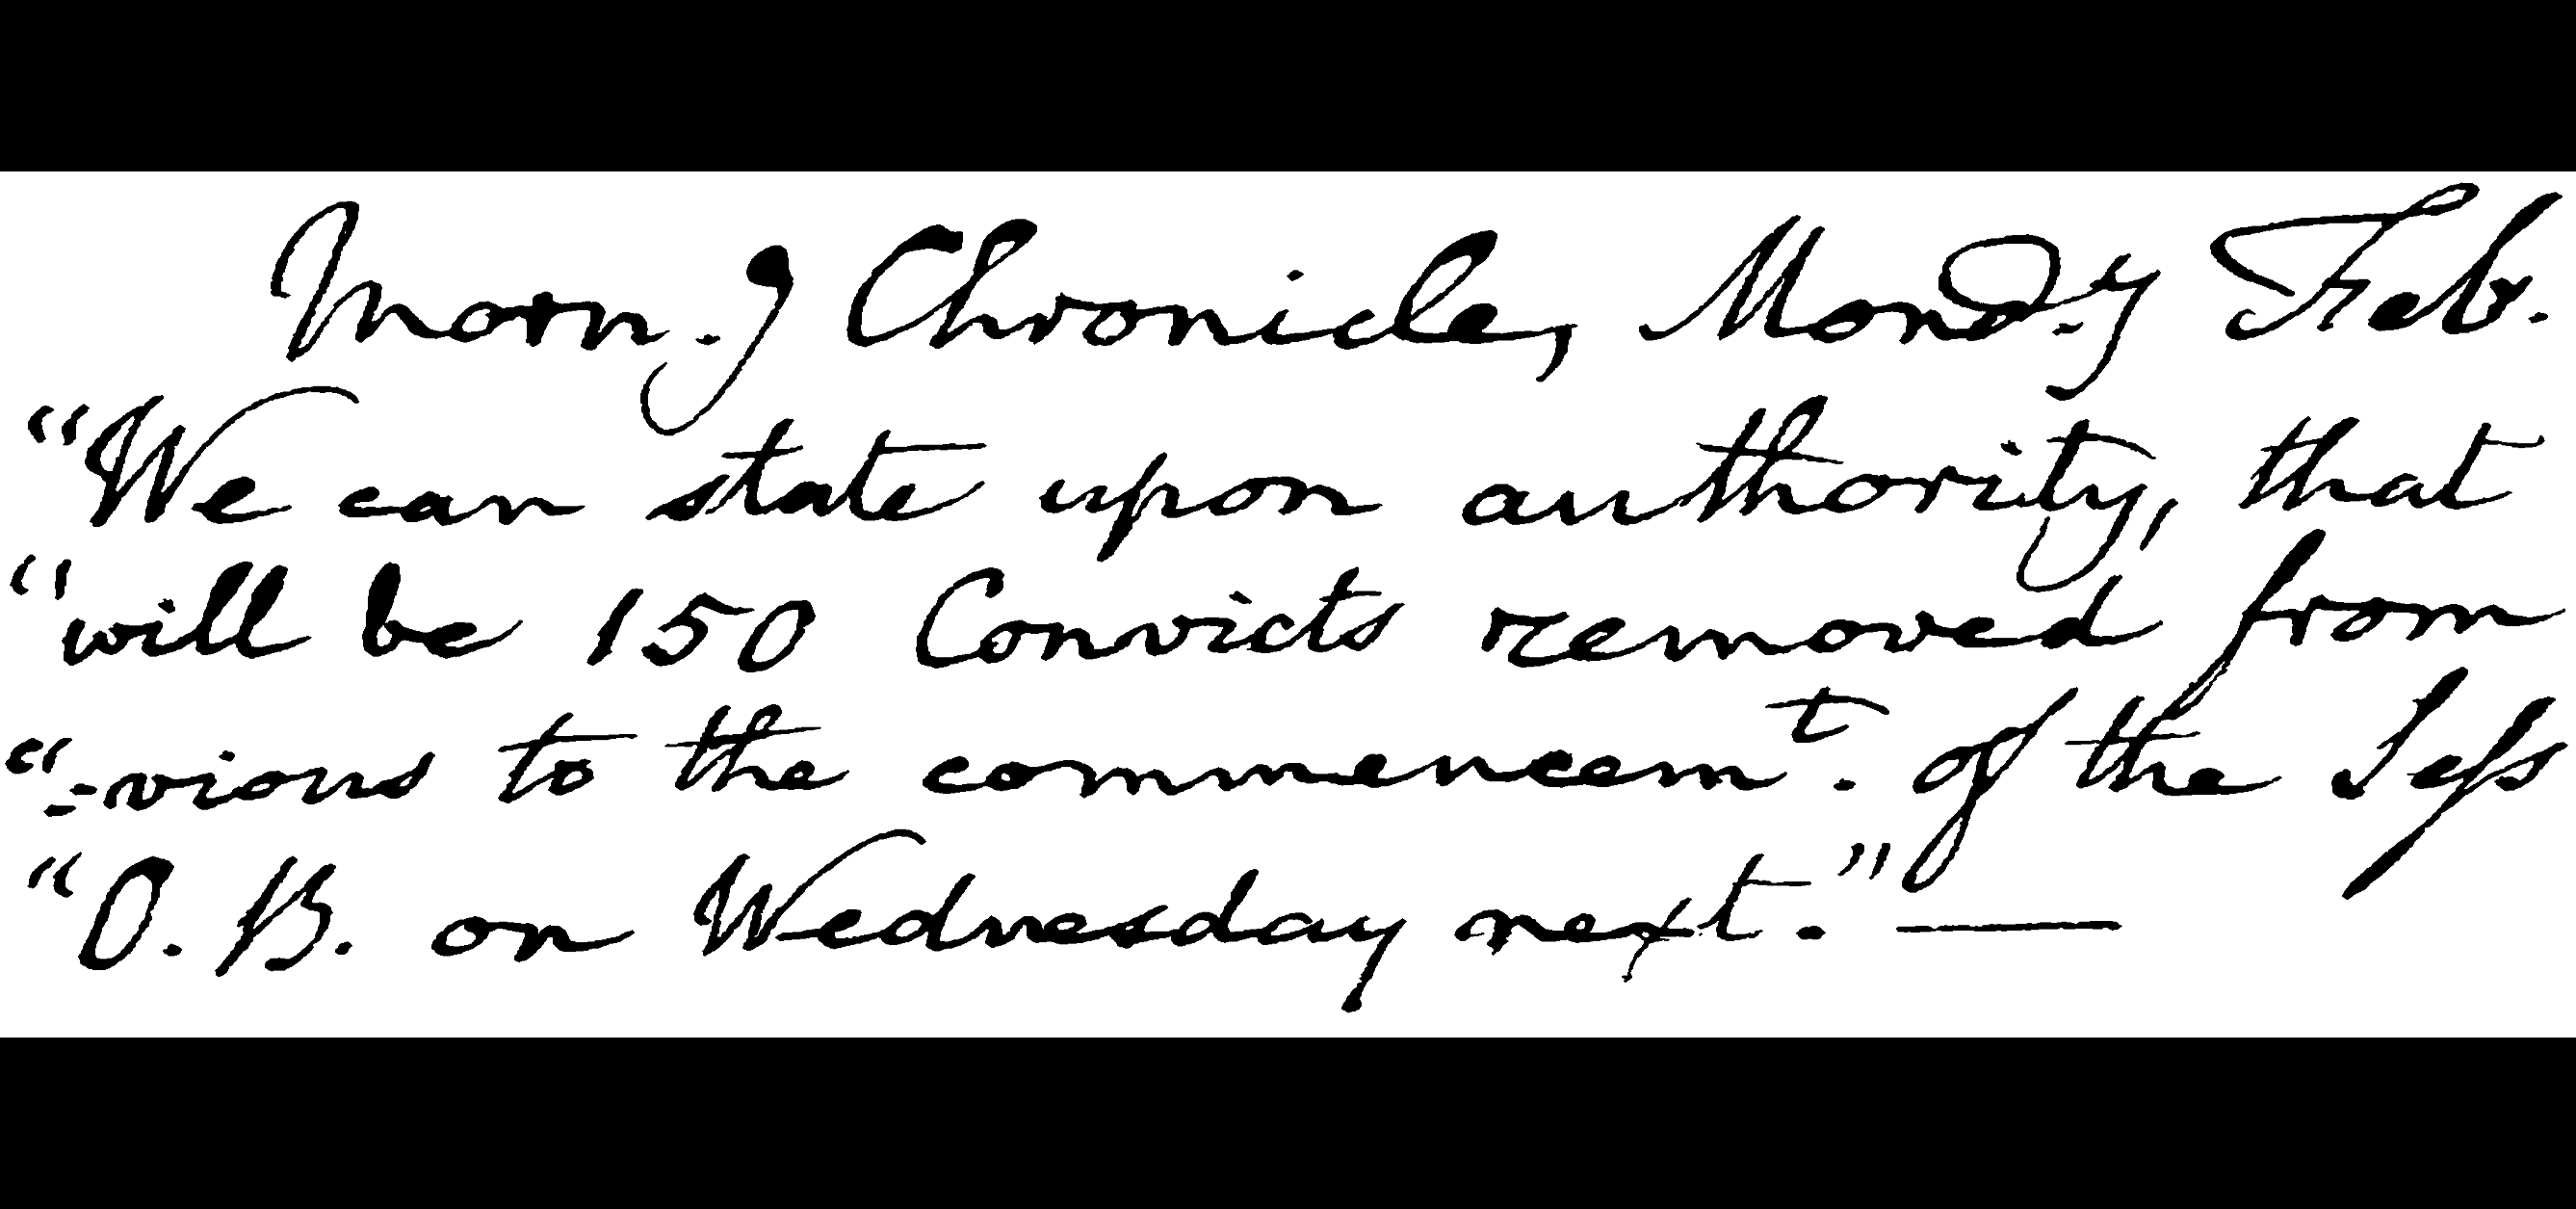 Morn.g Chronicle, Mond.y Feb.
"We can state upon authority, that
"will be 150 Convicts removed from
"=vious to the commencem.t of the Sess
"O. B. on Wednesday next." —